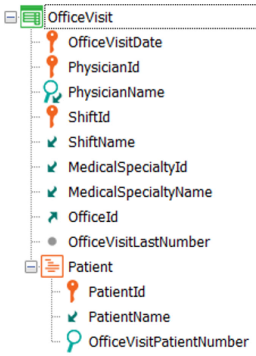 OfficeVisit
OfficeVisitDate
PhysicianId
PhysicianName
ShiftId
ShiftName
MedicalSpecialtyId
MedicalSpecialtyName
OfficeId
OfficeVisitLastNumber
Patient
PatientId
PatientName
OfficeVisitPatientNumber